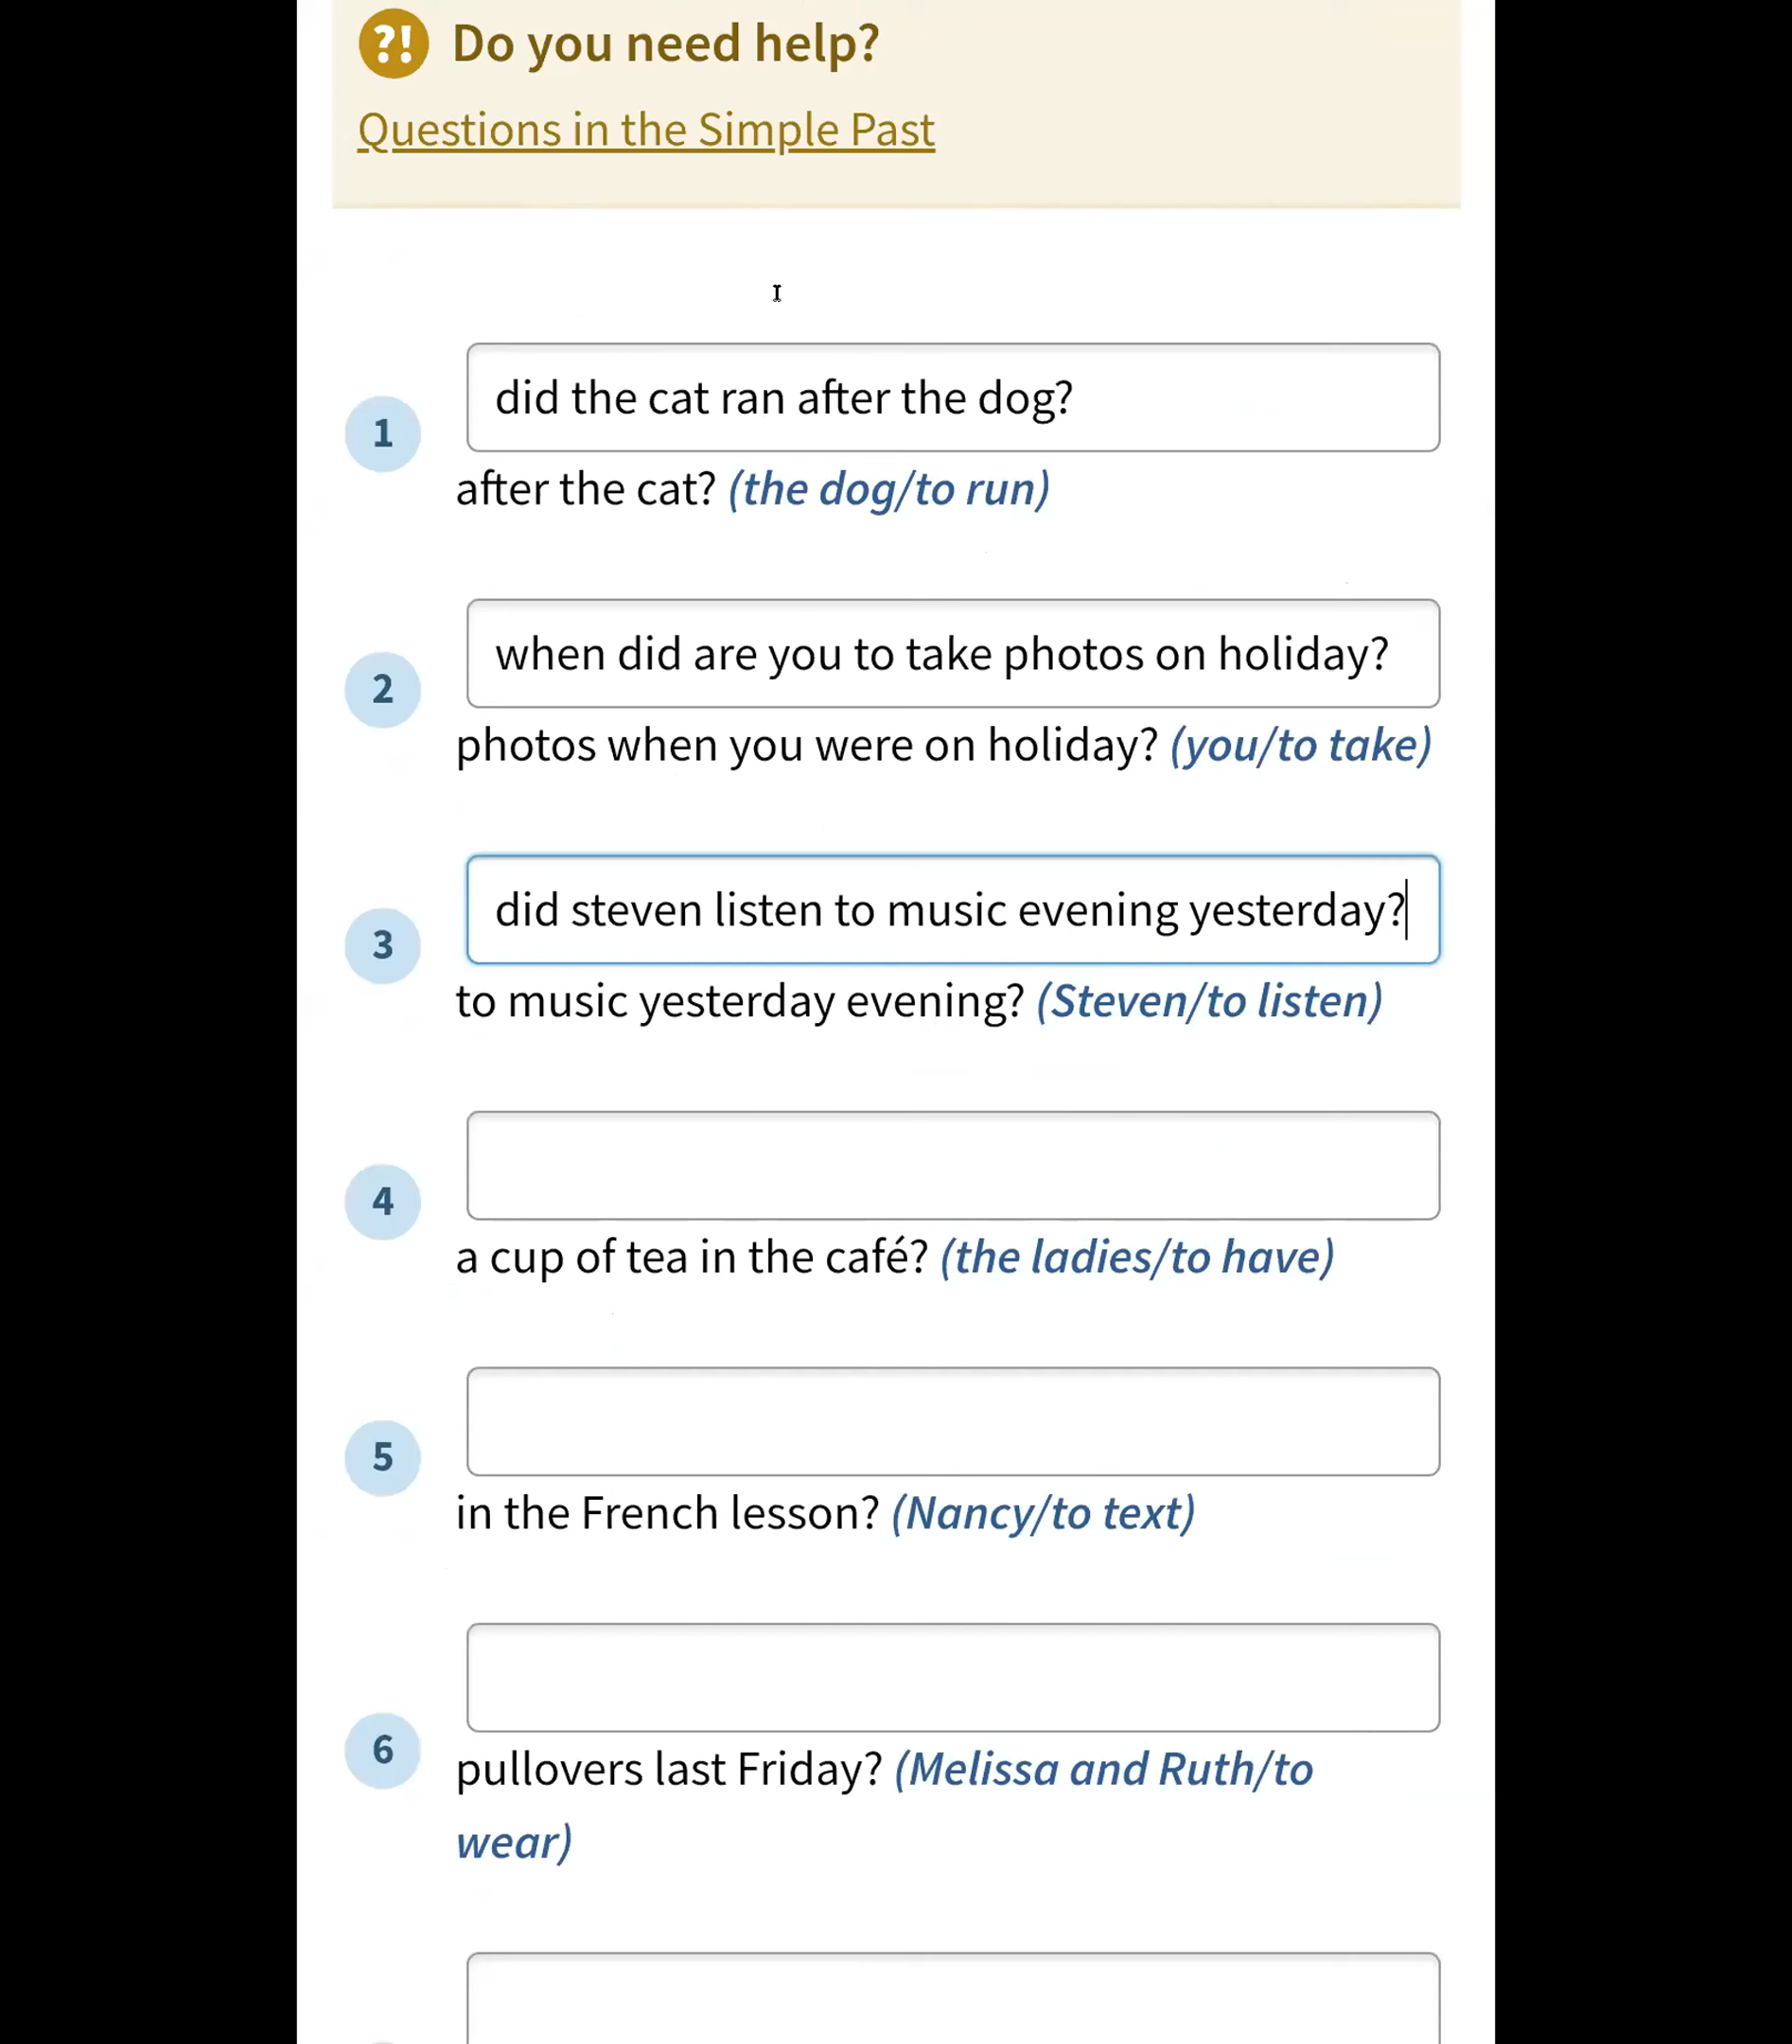 ?! Do you need help?
Questions in the Simple Past
did the cat ran after the dog?
1
after the cat? (the dog/to run)
when did are you to take photos on holiday?
2
photos when you were on holiday? (you/to take)
did steven listen to music evening yesterday?
3
to music yesterday evening? (Steven/to listen)
4
a cup of tea in the café? (the ladies/to have)
5
in the French lesson? (Nancy/to text)
6
pullovers last Friday? (Melissa and Ruth/to
wear)